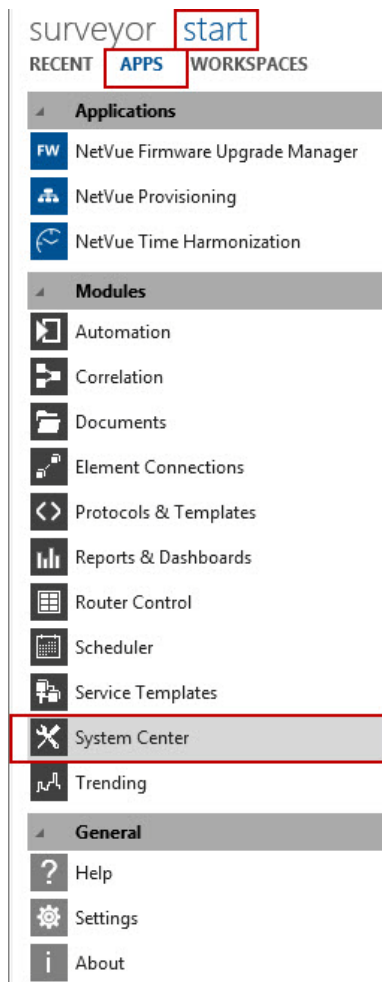 surveyor start
RECENT APPS WORKSPACES
Applications
FW NetVue Firmware Upgrade Manager
NetVue Provisioning
NetVue Time Harmonization
Modules
Automation
Correlation
Documents
Element Connections
Protocols & Templates
Reports & Dashboards
Router Control
Scheduler
Service Templates
System Center
Trending
General
? Help
Settings
i About